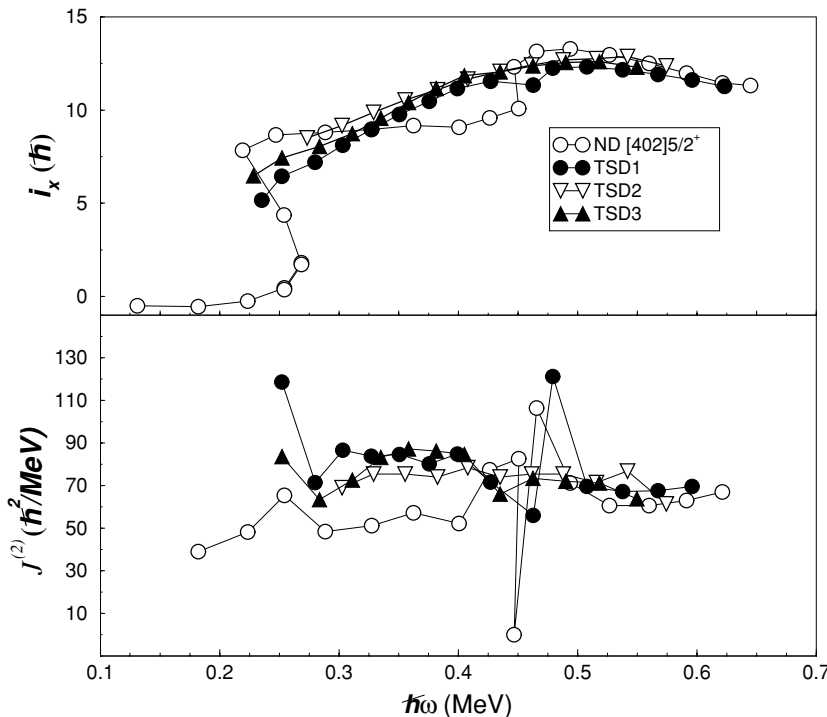 15
10
5
0
i_x (ℏ)
ND [402]5/2⁺
TSD1
TSD2
TSD3
130
110
90
70
50
30
10
J⁽²⁾(ℏ²/MeV)
0.1 0.2 0.3 0.4 0.5 0.6 0.7
ℏω (MeV)